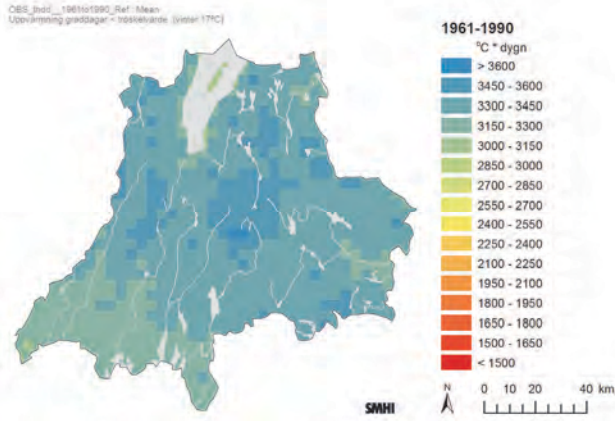 OBS_hdd__1961to1990_Ref : Mean
Uppvärmning graddagar < tröskelvärde (vinter 17ºC)
1961-1990
°C * dygn
> 3600
3450 - 3600
3300 - 3450
3150 - 3300
3000 - 3150
2850 - 3000
2700 - 2850
2550 - 2700
2400 - 2550
2250 - 2400
2100 - 2250
1950 - 2100
1800 - 1950
1650 - 1800
1500 - 1650
< 1500
SMHI
N
0 10 20 40 km